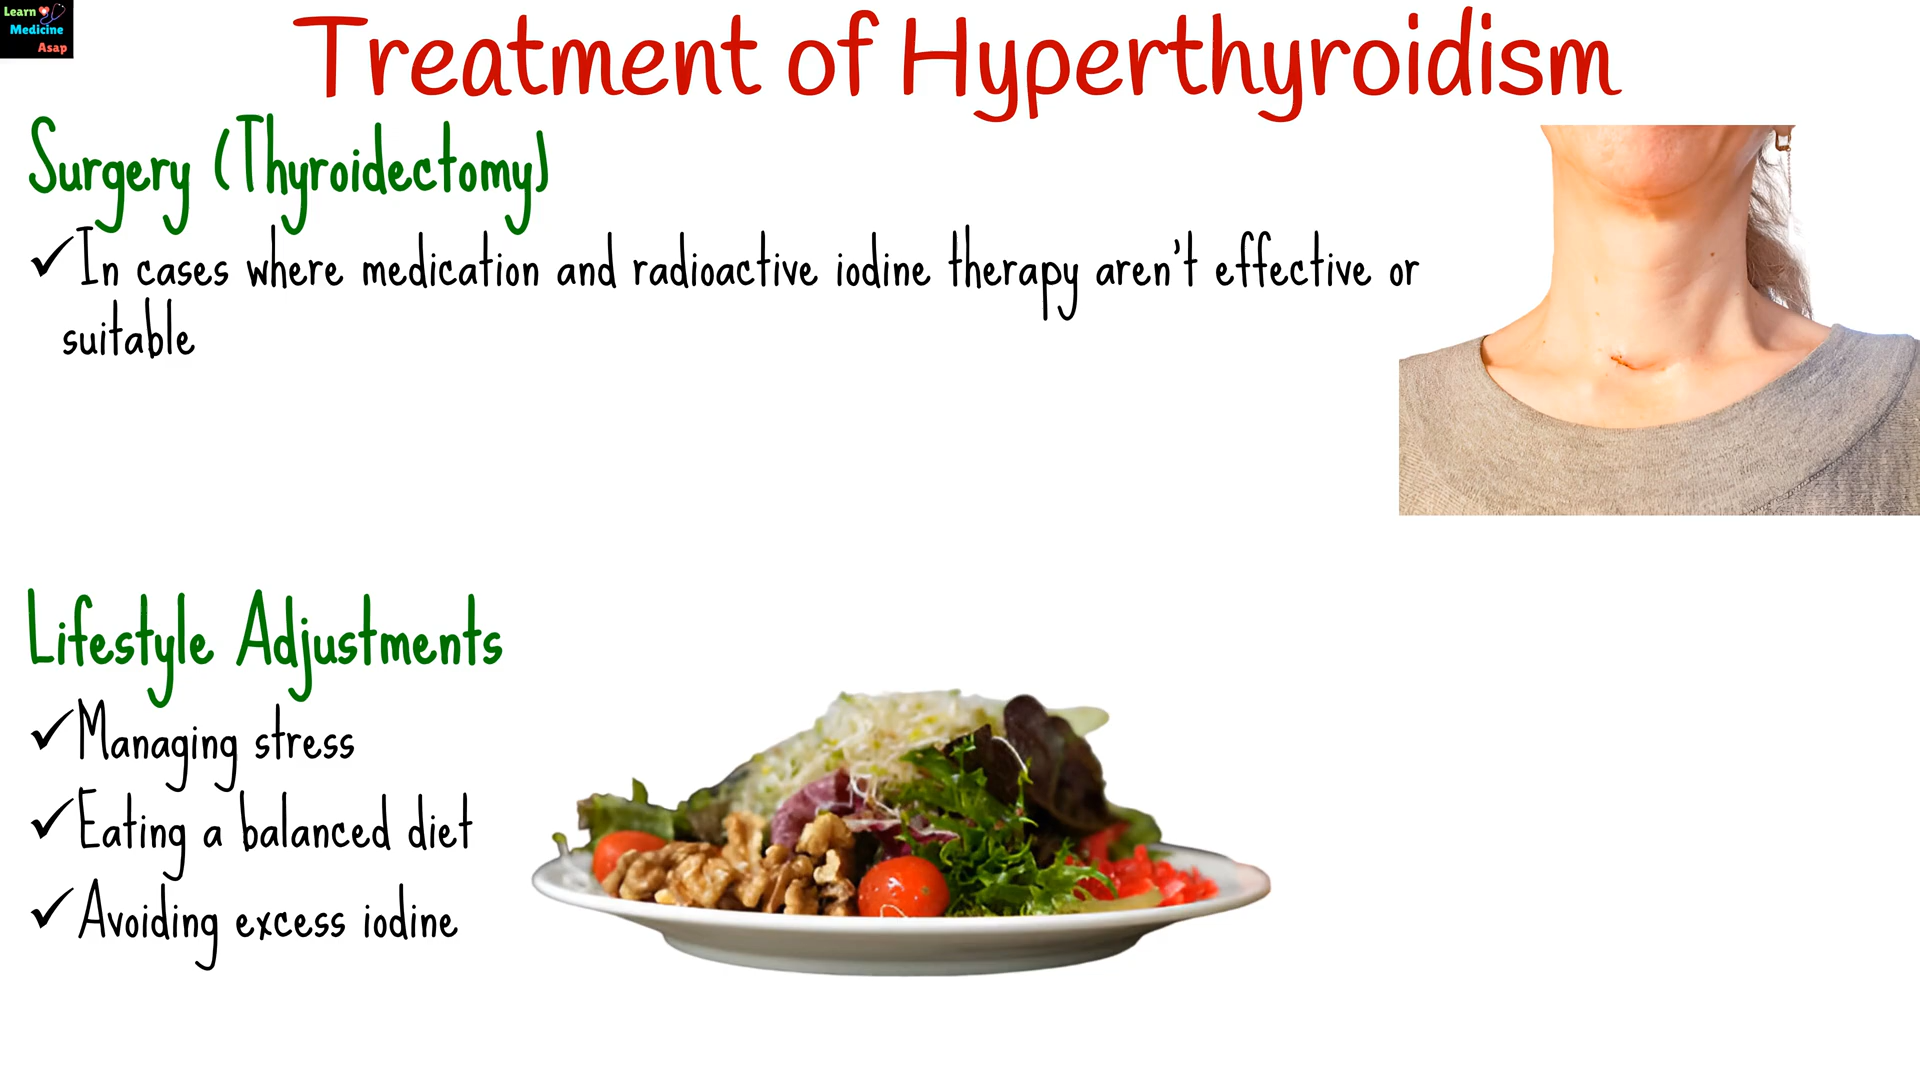 Learn
Medicine
Asap
Treatment of Hyperthyroidism
Surgery (Thyroidectomy)
✓In cases where medication and radioactive iodine therapy aren't effective or
suitable
Lifestyle Adjustments
✓Managing stress
✓Eating a balanced diet
✓Avoiding excess iodine